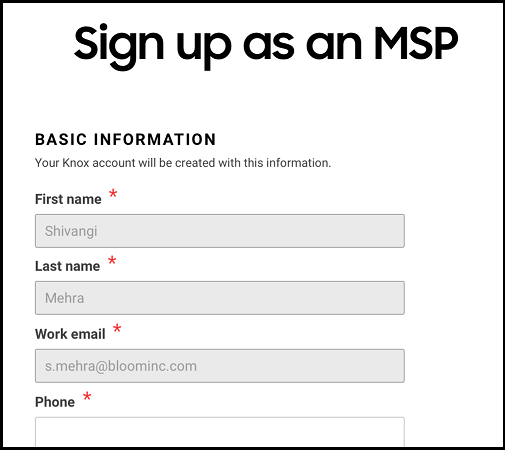 Sign up as an MSP
BASIC INFORMATION
Your Knox account will be created with this information.
First name *
Shivangi
Last name *
Mehra
Work email *
s.mehra@bloominc.com
Phone *